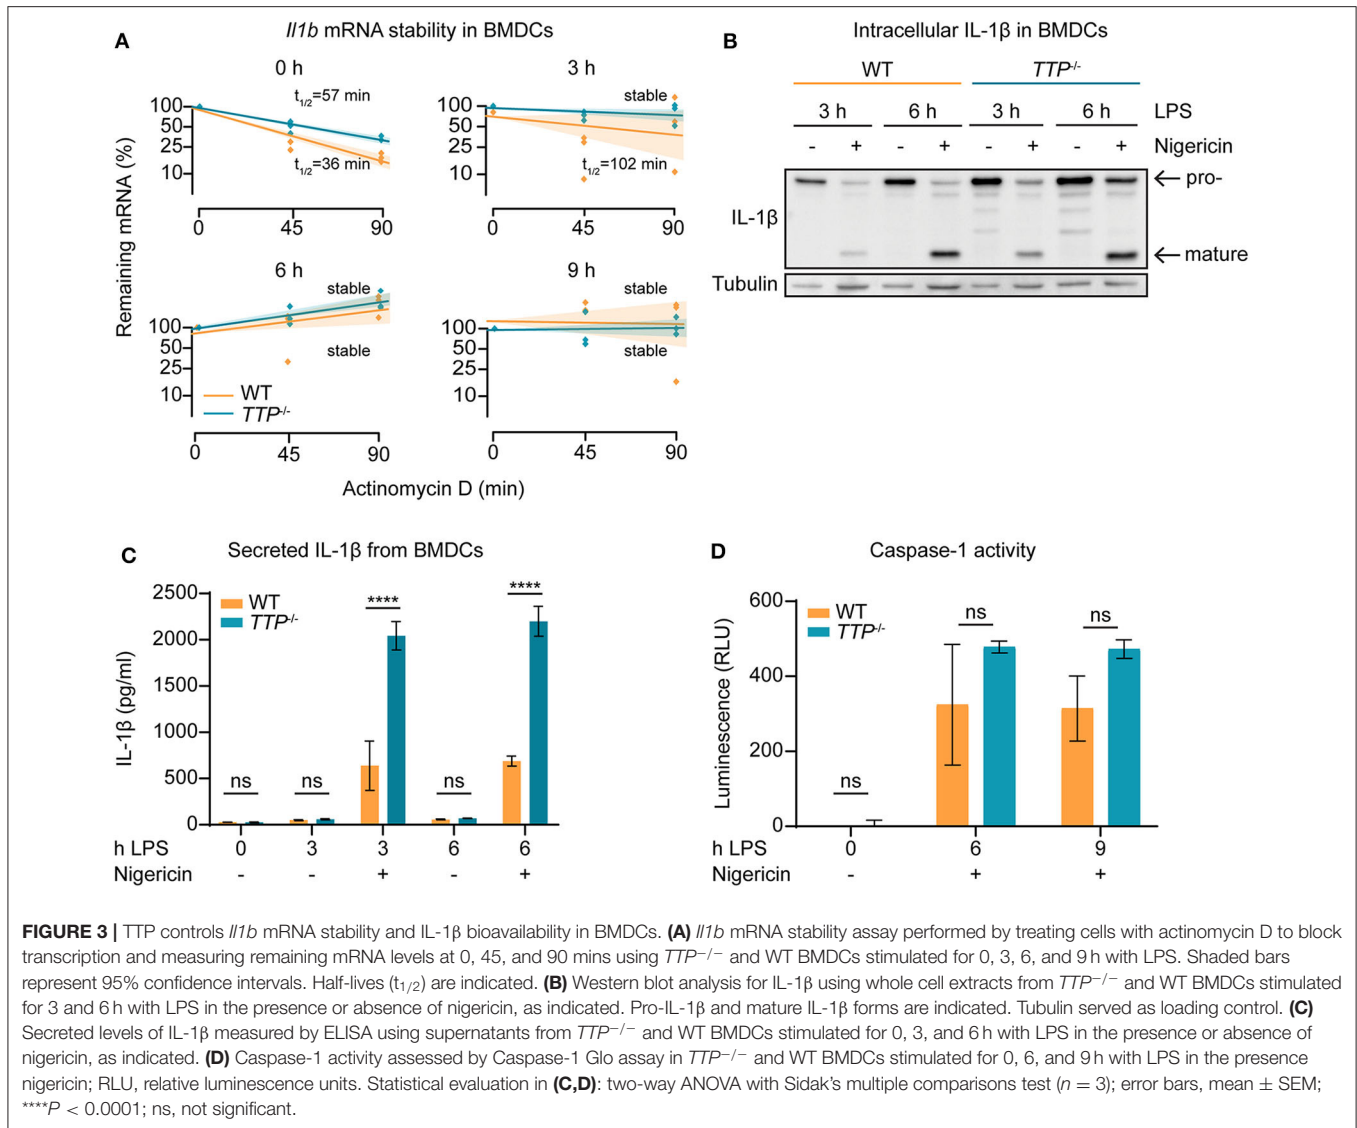 A
Il1b mRNA stability in BMDCs
0 h
t1/2=57 min
t1/2=36 min
100
50
25
10
0 45 90
3 h
stable
t1/2=102 min
100
50
25
10
0 45 90
Remaining mRNA (%)
6 h
stable
stable
100
50
25
10
WT
TTP-/-
0 45 90
9 h
stable
stable
100
50
25
10
0 45 90
Actinomycin D (min)
B
Intracellular IL-1β in BMDCs
WT TTP-/-
3 h 6 h 3 h 6 h LPS
- + - + - + - + Nigericin
IL-1β
pro-
mature
Tubulin
C
Secreted IL-1β from BMDCs
WT
TTP-/-
IL-1β (pg/ml)
2500
2000
1500
1000
500
0
ns ns **** ns ****
h LPS 0 3 3 6 6
Nigericin - - + - +
D
Caspase-1 activity
WT
TTP-/-
Luminescence (RLU)
600
400
200
0
ns ns ns
h LPS 0 6 9
Nigericin - + +
FIGURE 3 | TTP controls Il1b mRNA stability and IL-1β bioavailability in BMDCs. (A) Il1b mRNA stability assay performed by treating cells with actinomycin D to block
transcription and measuring remaining mRNA levels at 0, 45, and 90 mins using TTP−/− and WT BMDCs stimulated for 0, 3, 6, and 9 h with LPS. Shaded bars
represent 95% confidence intervals. Half-lives (t1/2) are indicated. (B) Western blot analysis for IL-1β using whole cell extracts from TTP−/− and WT BMDCs stimulated
for 3 and 6 h with LPS in the presence or absence of nigericin, as indicated. Pro-IL-1β and mature IL-1β forms are indicated. Tubulin served as loading control. (C)
Secreted levels of IL-1β measured by ELISA using supernatants from TTP−/− and WT BMDCs stimulated for 0, 3, and 6 h with LPS in the presence or absence of
nigericin, as indicated. (D) Caspase-1 activity assessed by Caspase-1 Glo assay in TTP−/− and WT BMDCs stimulated for 0, 6, and 9 h with LPS in the presence
nigericin; RLU, relative luminescence units. Statistical evaluation in (C,D): two-way ANOVA with Sidak's multiple comparisons test (n = 3); error bars, mean ± SEM;
****P < 0.0001; ns, not significant.